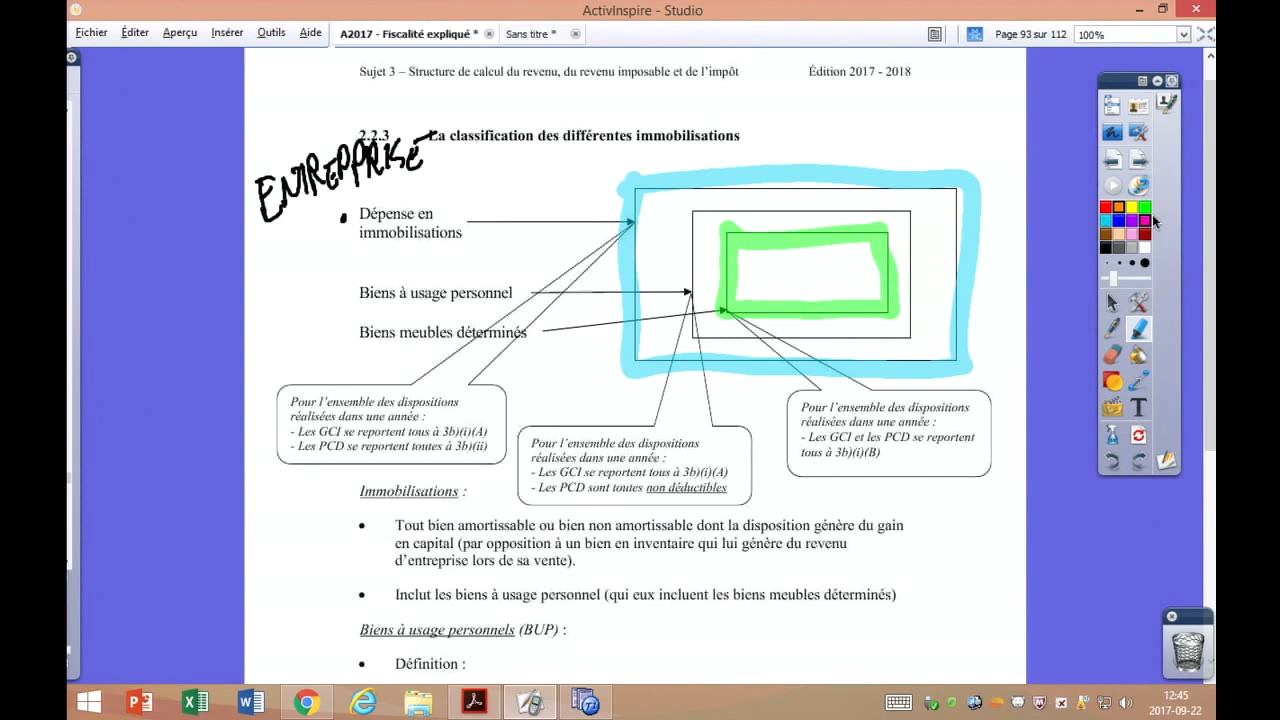 ActivInspire - Studio
Fichier Éditer Aperçu Insérer Outils Aide
A2017 - Fiscalité expliqué *
Sans titre *
Page 93 sur 112
100%
Sujet 3 – Structure de calcul du revenu, du revenu imposable et de l’impôt
Édition 2017 - 2018
2.2.3 La classification des différentes immobilisations
ENTREPPRISE
Dépense en
immobilisations
Biens à usage personnel
Biens meubles déterminés
Pour l’ensemble des dispositions
réalisées dans une année :
- Les GCI se reportent tous à 3b)(i)(A)
- Les PCD se reportent toutes à 3b)(ii)
Pour l’ensemble des dispositions
réalisées dans une année :
- Les GCI se reportent tous à 3b)(i)(A)
- Les PCD sont toutes non déductibles
Pour l’ensemble des dispositions
réalisées dans une année :
- Les GCI et les PCD se reportent
tous à 3b)(i)(B)
Immobilisations :
• Tout bien amortissable ou bien non amortissable dont la disposition génère du gain
en capital (par opposition à un bien en inventaire qui lui génère du revenu
d’entreprise lors de sa vente).
• Inclut les biens à usage personnel (qui eux incluent les biens meubles déterminés)
Biens à usage personnels (BUP) :
• Définition :
12:45
2017-09-22